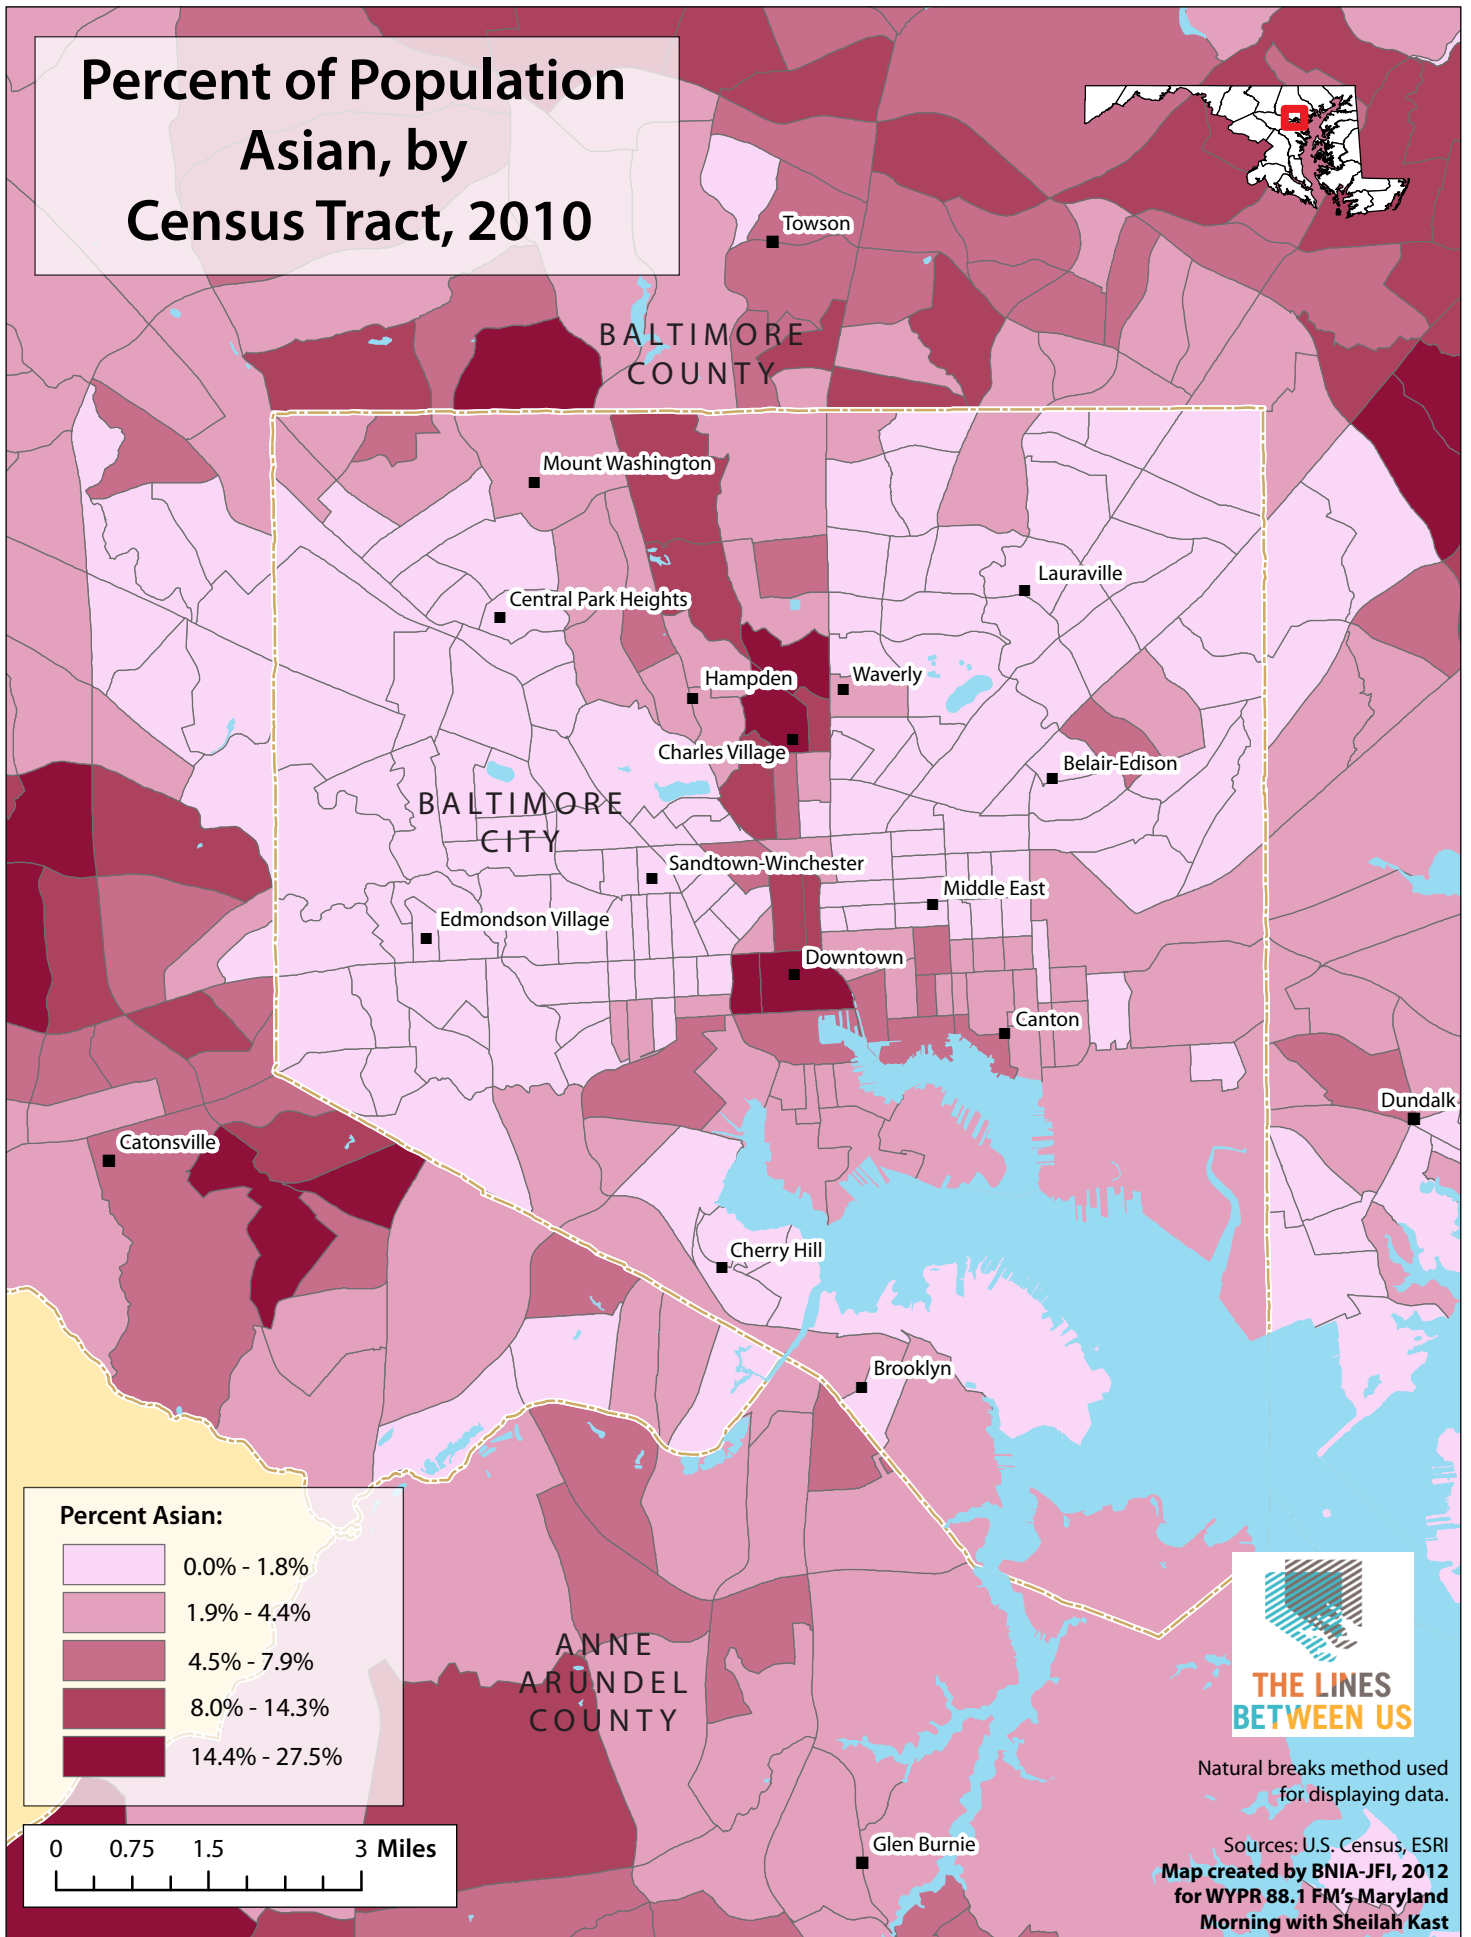 Percent of Population
Asian, by
Census Tract, 2010
Towson
BALTIMORE
COUNTY
Mount Washington
Lauraville
Central Park Heights
Hampden
Waverly
Charles Village
Belair-Edison
BALTIMORE
CITY
Sandtown-Winchester
Middle East
Edmondson Village
Downtown
Canton
Dundalk
Catonsville
Cherry Hill
Brooklyn
Percent Asian:
0.0% - 1.8%
1.9% - 4.4%
4.5% - 7.9%
8.0% - 14.3%
14.4% - 27.5%
ANNE
ARUNDEL
COUNTY
THE LINES
BETWEEN US
Natural breaks method used
for displaying data.
0 0.75 1.5 3 Miles
Glen Burnie
Sources: U.S. Census, ESRI
Map created by BNIA-JFI, 2012
for WYPR 88.1 FM's Maryland
Morning with Sheilah Kast